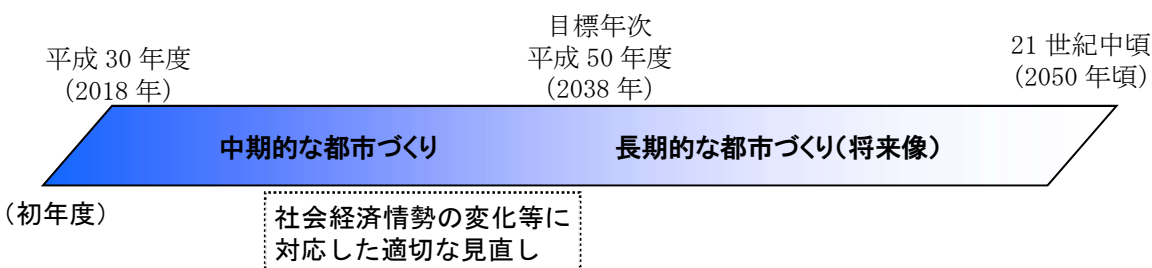 平成 30 年度
(2018 年)
目標年次
平成 50 年度
(2038 年)
21 世紀中頃
(2050 年頃)
中期的な都市づくり
長期的な都市づくり(将来像)
(初年度)
社会経済情勢の変化等に
対応した適切な見直し